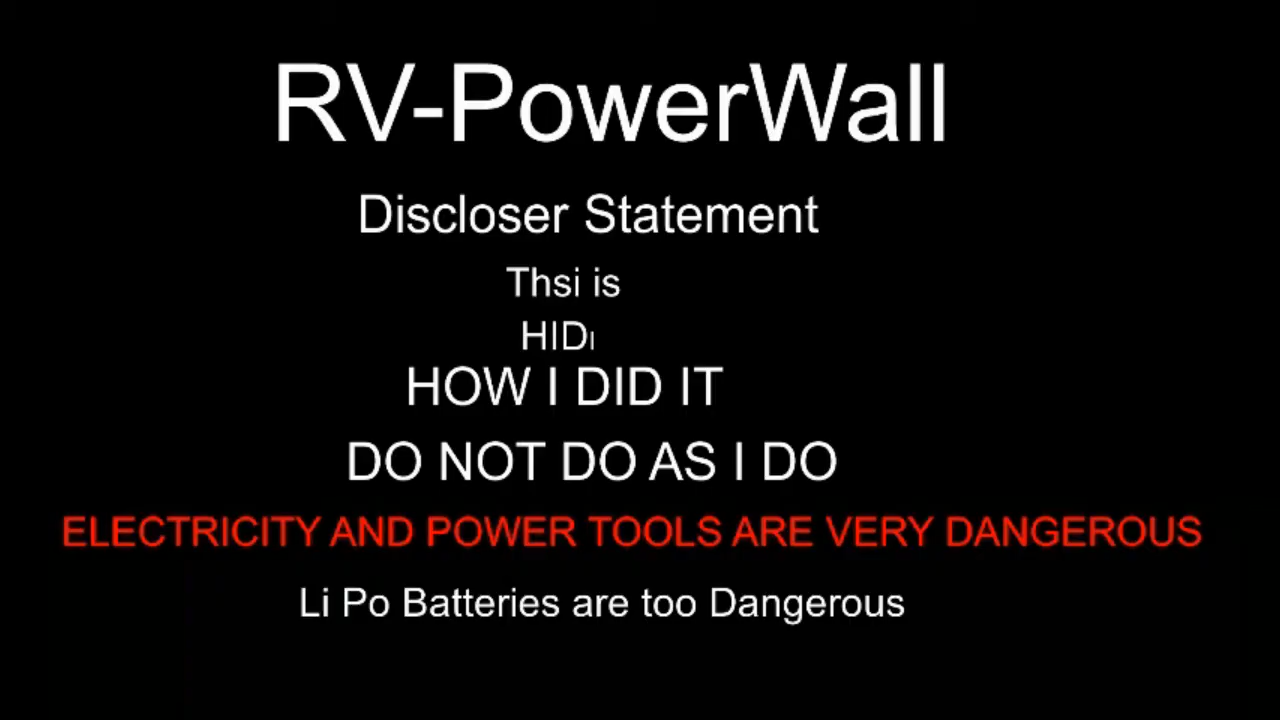 RV-PowerWall
Discloser Statement
Thsi is
HIDI
HOW I DID IT
DO NOT DO AS I DO
ELECTRICITY AND POWER TOOLS ARE VERY DANGEROUS
Li Po Batteries are too Dangerous